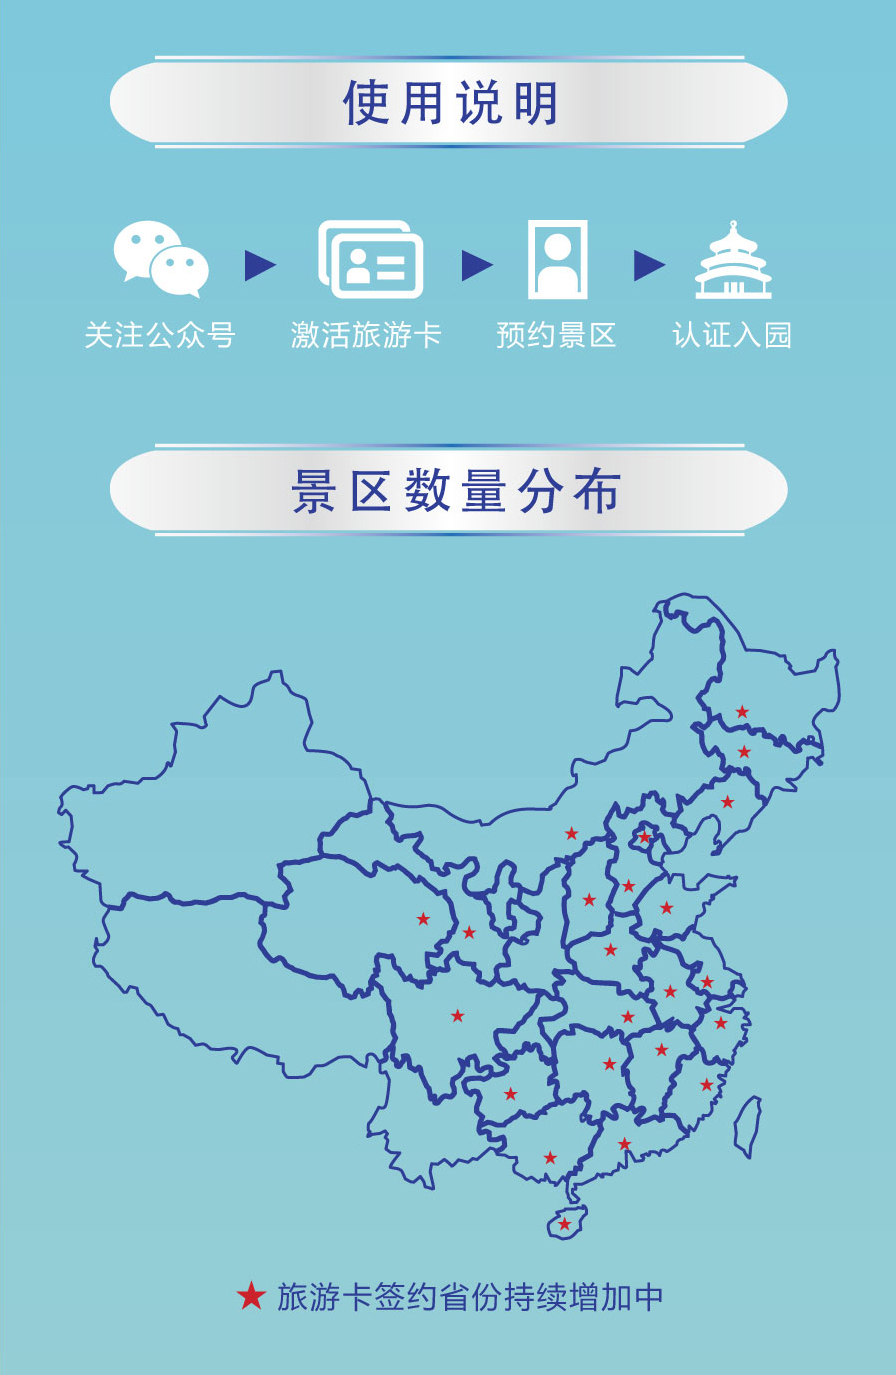 使用说明
关注公众号
激活旅游卡
预约景区
认证入园
景区数量分布
旅游卡签约省份持续增加中